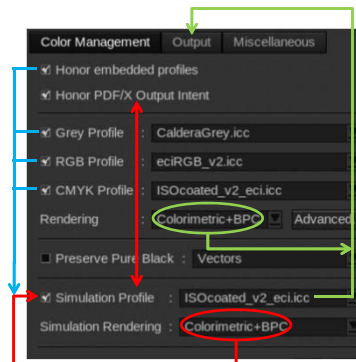 Color Management Output Miscellaneous
Honor embedded profiles
Honor PDF/X Output Intent
Grey Profile : CalderaGrey.icc
RGB Profile : eciRGB_v2.icc
CMYK Profile : ISOcoated_v2_eci.icc
Rendering : Colorimetric+BPC Advanced
Preserve Pure Black : Vectors
Simulation Profile : ISOcoated_v2_eci.icc
Simulation Rendering : Colorimetric+BPC